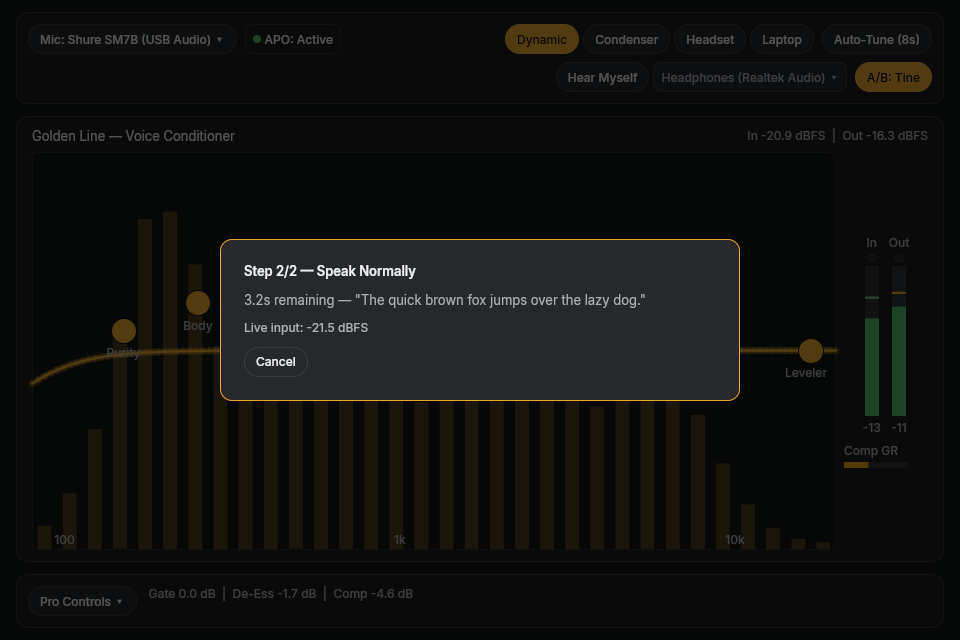 Mic: Shure SM7B (USB Audio) ▾
APO: Active
Dynamic
Condenser
Headset
Laptop
Auto-Tune (8s)
Hear Myself
Headphones (Realtek Audio) ▾
A/B: Tine
Golden Line — Voice Conditioner
In -20.9 dBFS | Out -16.3 dBFS
Step 2/2 — Speak Normally
3.2s remaining — "The quick brown fox jumps over the lazy dog."
Live input: -21.5 dBFS
Cancel
Body
Purity
Leveler
In
Out
-13
-11
Comp GR
100
1k
10k
Pro Controls ▾
Gate 0.0 dB | De-Ess -1.7 dB | Comp -4.6 dB